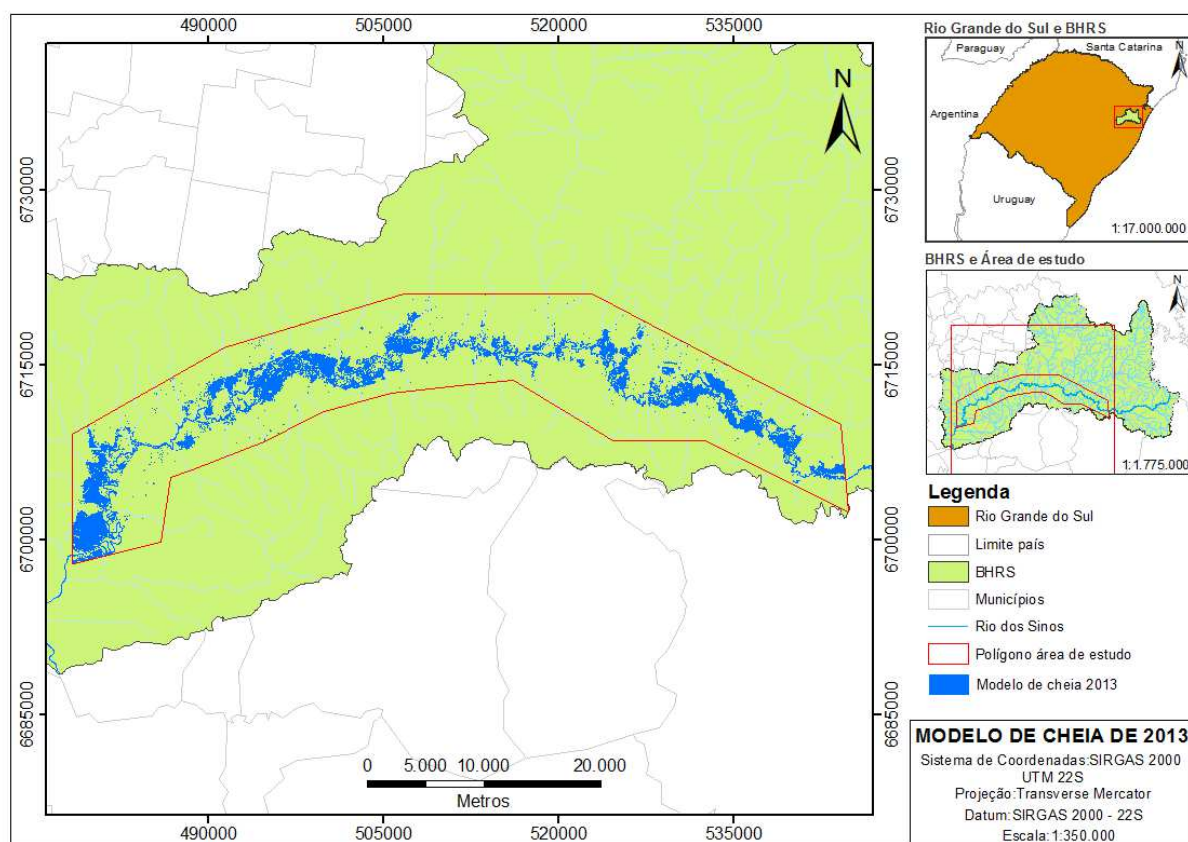 490000 505000 520000 535000
6730000 6730000
6715000 6715000
6700000 6700000
6685000 6685000
N
0 5.000 10.000 20.000
Metros
490000 505000 520000 535000
Rio Grande do Sul e BHRS
Paraguay Santa Catarina
N
Argentina
Uruguay
1:17.000.000
BHRS e Área de estudo
N
1:1.775.000
Legenda
Rio Grande do Sul
Limite país
BHRS
Municípios
Rio dos Sinos
Polígono área de estudo
Modelo de cheia 2013
MODELO DE CHEIA DE 2013
Sistema de Coordenadas:SIRGAS 2000
UTM 22S
Projeção:Transverse Mercator
Datum:SIRGAS 2000 - 22S
Escala:1:350.000